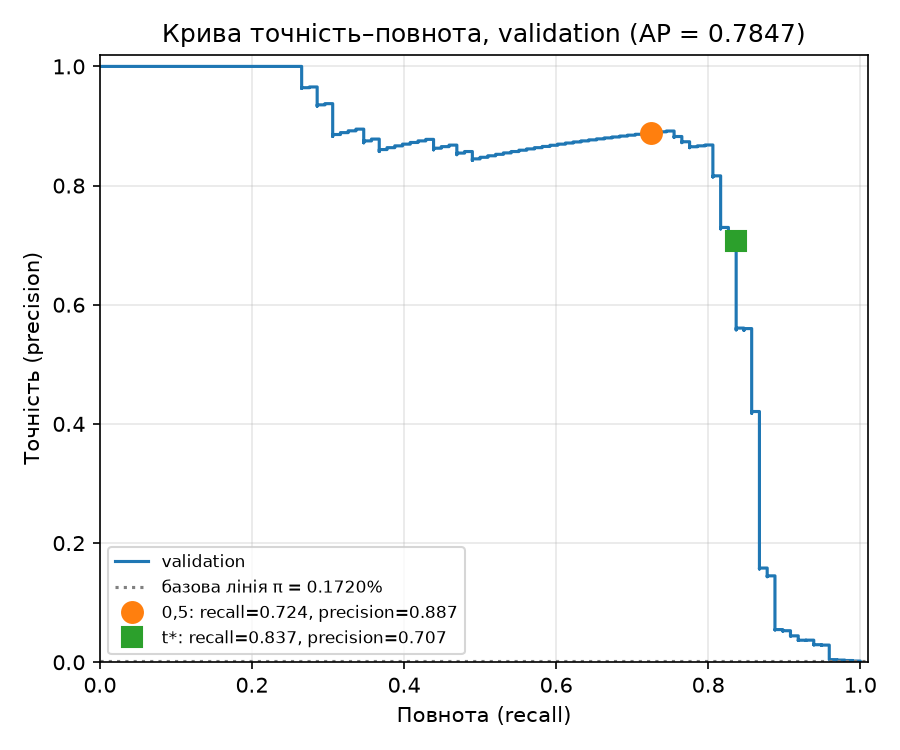 Крива точність–повнота, validation (AP = 0.7847)
Точність (precision)
1.0
0.8
0.6
0.4
0.2
0.0
validation
базова лінія π = 0.1720%
0,5: recall=0.724, precision=0.887
t*: recall=0.837, precision=0.707
0.0 0.2 0.4 0.6 0.8 1.0
Повнота (recall)